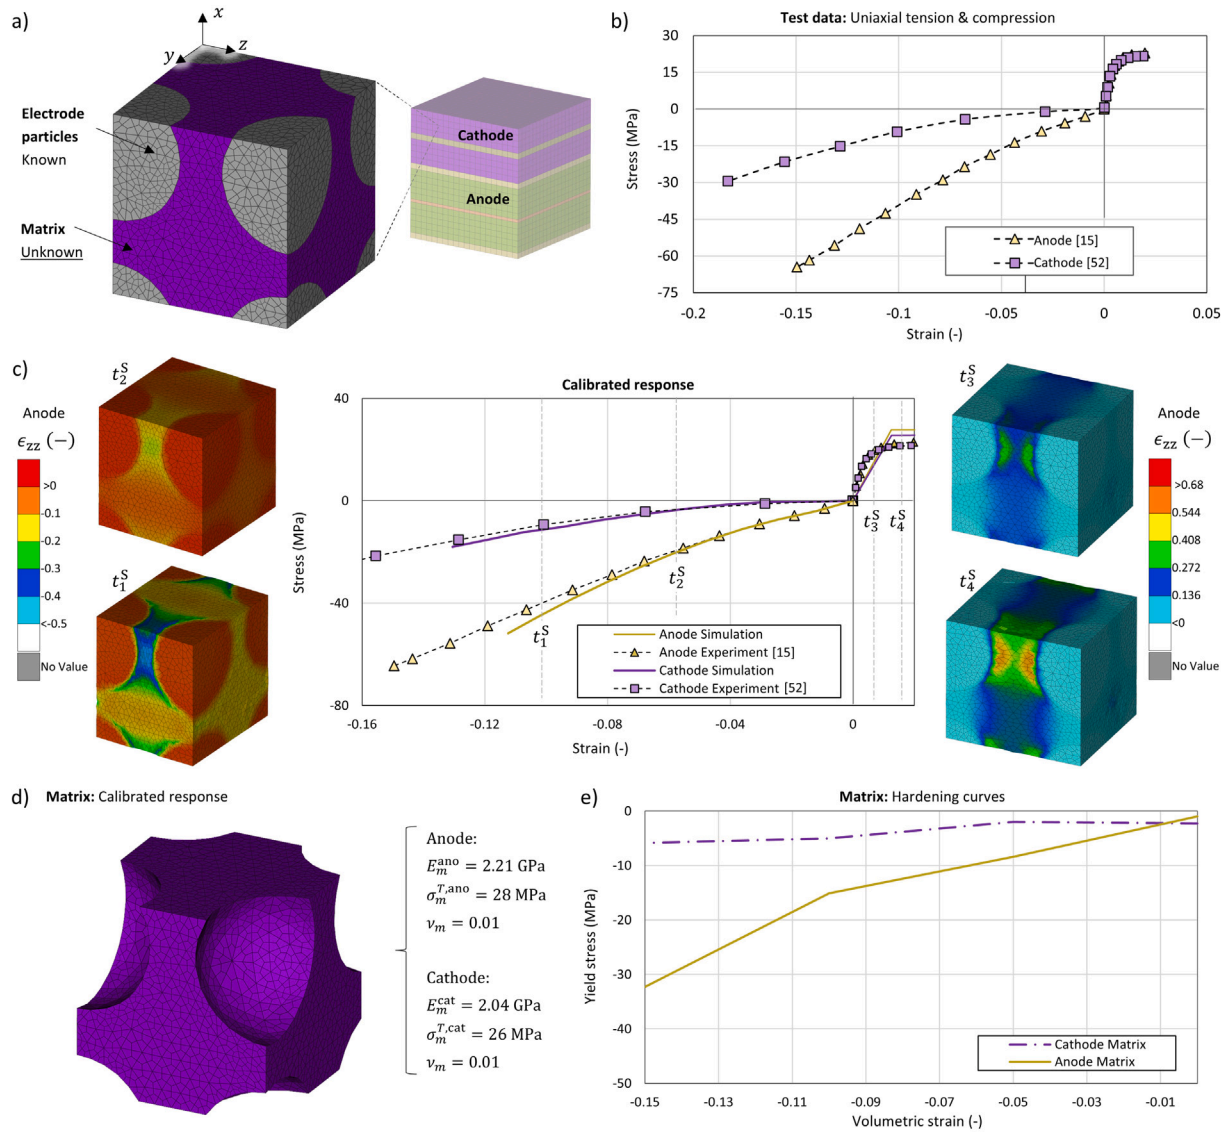 a)
x
y
z
Electrode
particles
Known
Matrix
Unknown
Cathode
Anode
b)
Test data: Uniaxial tension & compression
30
15
0
-15
-30
-45
-60
-75
Stress (MPa)
Anode [15]
Cathode [52]
-0.2
-0.15
-0.1
-0.05
0
0.05
Strain (-)
c)
t₂ˢ
Anode
ϵzz (−)
>0
-0.1
-0.2
-0.3
-0.4
<-0.5
No Value
t₁ˢ
Calibrated response
40
0
-40
-80
Stress (MPa)
t₁ˢ
t₂ˢ
t₃ˢ
t₄ˢ
Anode Simulation
Anode Experiment [15]
Cathode Simulation
Cathode Experiment [52]
-0.16
-0.12
-0.08
-0.04
0
Strain (-)
t₃ˢ
t₄ˢ
Anode
ϵzz (−)
>0.68
0.544
0.408
0.272
0.136
<0
No Value
d)
Matrix: Calibrated response
Anode:
Eₘᵃⁿᵒ = 2.21 GPa
σₘᵀ,ᵃⁿᵒ = 28 MPa
νₘ = 0.01
Cathode:
Eₘᶜᵃᵗ = 2.04 GPa
σₘᵀ,ᶜᵃᵗ = 26 MPa
νₘ = 0.01
e)
Matrix: Hardening curves
0
-10
-20
-30
-40
-50
Yield stress (MPa)
Cathode Matrix
Anode Matrix
-0.15
-0.13
-0.11
-0.09
-0.07
-0.05
-0.03
-0.01
Volumetric strain (-)